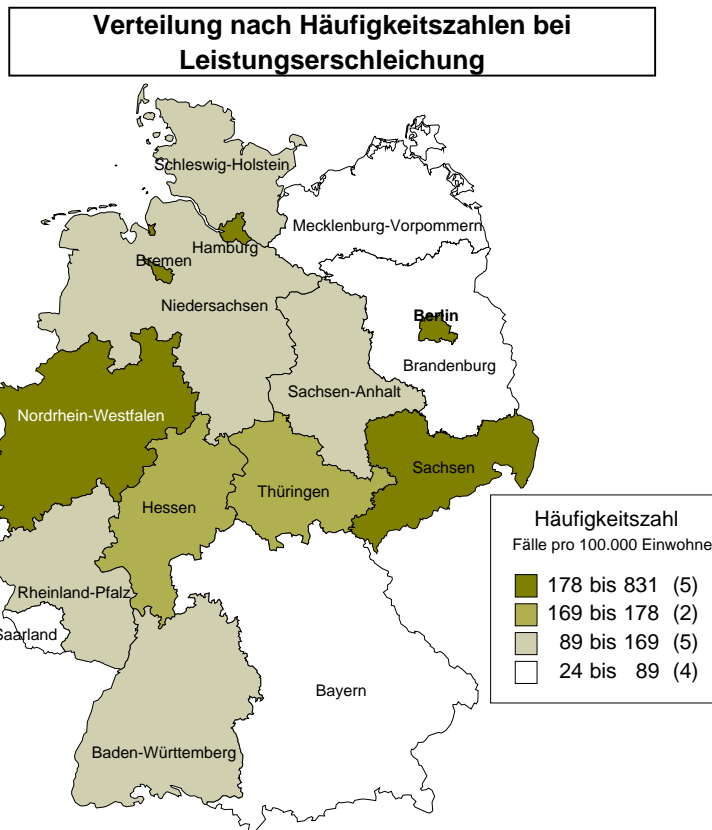 Verteilung nach Häufigkeitszahlen bei
Leistungserschleichung
Schleswig-Holstein
Mecklenburg-Vorpommern
Hamburg
Bremen
Niedersachsen
Berlin
Brandenburg
Sachsen-Anhalt
Nordrhein-Westfalen
Sachsen
Thüringen
Hessen
Häufigkeitszahl
Fälle pro 100.000 Einwohne
178 bis 831 (5)
169 bis 178 (2)
89 bis 169 (5)
24 bis 89 (4)
Rheinland-Pfalz
Saarland
Bayern
Baden-Württemberg